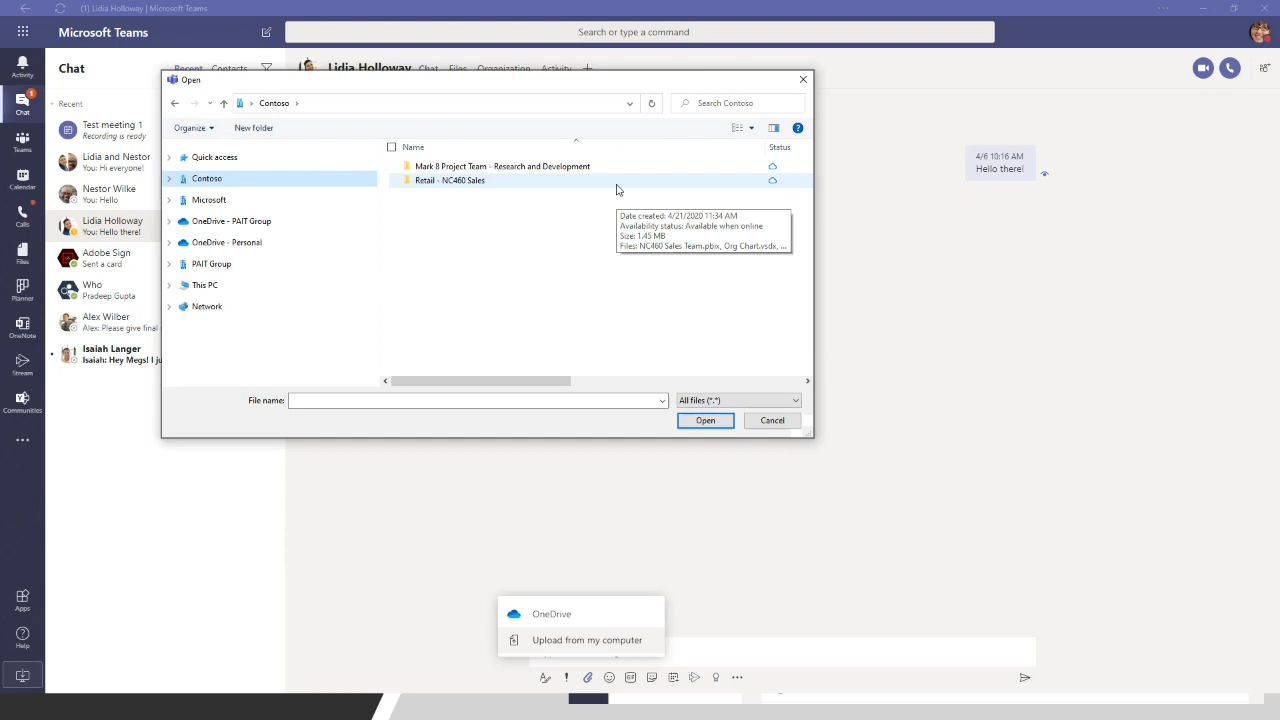 (1) Lidia Holloway | Microsoft Teams
Microsoft Teams
Search or type a command
Activity
Chat
1
Teams
Calendar
Calls
Files
Planner
OneNote
Stream
Communities
Apps
Help
Chat
Recent Contacts
Recent
Test meeting 1
Recording is ready
Lidia and Nestor
You: Hi everyone!
Nestor Wilke
You: Hello
Lidia Holloway
You: Hello there!
Adobe Sign
Sent a card
Who
Pradeep Gupta
Alex Wilber
Alex: Please give final
Isaiah Langer
Isaiah: Hey Megs! I ju
Lidia Holloway Chat Files Organization Activity +
4/6 10:16 AM
Hello there!
Open
Contoso
Search Contoso
Organize New folder
Quick access
Contoso
Microsoft
OneDrive - PAIT Group
OneDrive - Personal
PAIT Group
This PC
Network
Name Status
Mark 8 Project Team - Research and Development
Retail - NC460 Sales
Date created: 4/21/2020 11:34 AM
Availability status: Available when online
Size: 1.45 MB
Files: NC460 Sales Team.pbix, Org Chart.vsdx, ...
File name:
All files (*.*)
Open Cancel
OneDrive
Upload from my computer
GIF